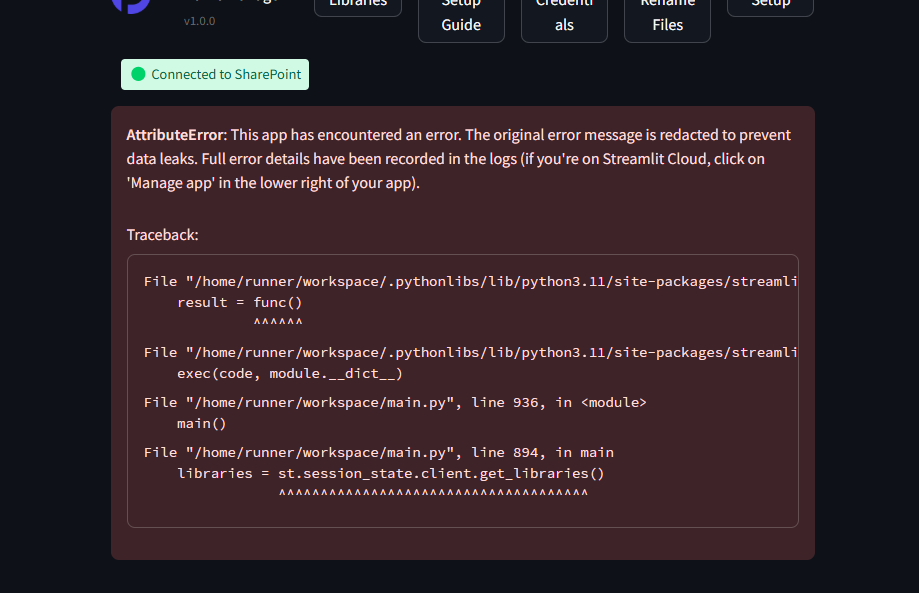 Libraries
Setup
Guide
Credenti
als
Rename
Files
Setup
v1.0.0
Connected to SharePoint
AttributeError: This app has encountered an error. The original error message is redacted to prevent
data leaks. Full error details have been recorded in the logs (if you're on Streamlit Cloud, click on
'Manage app' in the lower right of your app).
Traceback:
File "/home/runner/workspace/.pythonlibs/lib/python3.11/site-packages/streamli
result = func()
^^^^^^
File "/home/runner/workspace/.pythonlibs/lib/python3.11/site-packages/streamli
exec(code, module.__dict__)
File "/home/runner/workspace/main.py", line 936, in <module>
main()
File "/home/runner/workspace/main.py", line 894, in main
libraries = st.session_state.client.get_libraries()
^^^^^^^^^^^^^^^^^^^^^^^^^^^^^^^^^^^^^